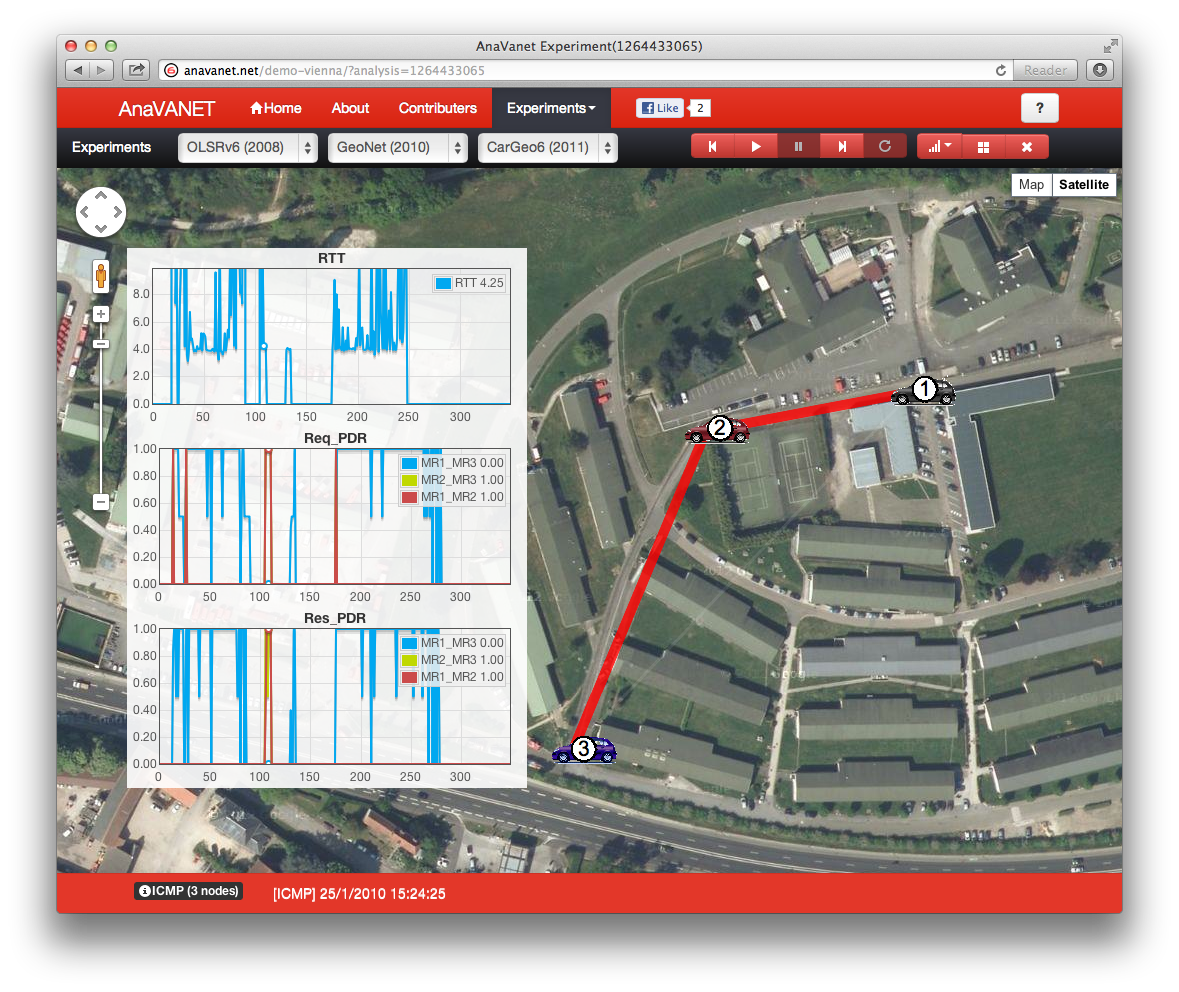 AnaVanet Experiment(1264433065)
anavanet.net/demo-vienna/?analysis=1264433065
Reader
AnaVANET Home About Contributers Experiments Like 2 ?
Experiments OLSRv6 (2008) GeoNet (2010) CarGeo6 (2011)
Map Satellite
RTT
RTT 4.25
8.0
6.0
4.0
2.0
0.0
0 50 100 150 200 250 300
Req_PDR
MR1_MR3 0.00
MR2_MR3 1.00
MR1_MR2 1.00
1.00
0.80
0.60
0.40
0.20
0.00
0 50 100 150 200 250 300
Res_PDR
MR1_MR3 0.00
MR2_MR3 1.00
MR1_MR2 1.00
1.00
0.80
0.60
0.40
0.20
0.00
0 50 100 150 200 250 300
1
2
3
ICMP (3 nodes) [ICMP] 25/1/2010 15:24:25